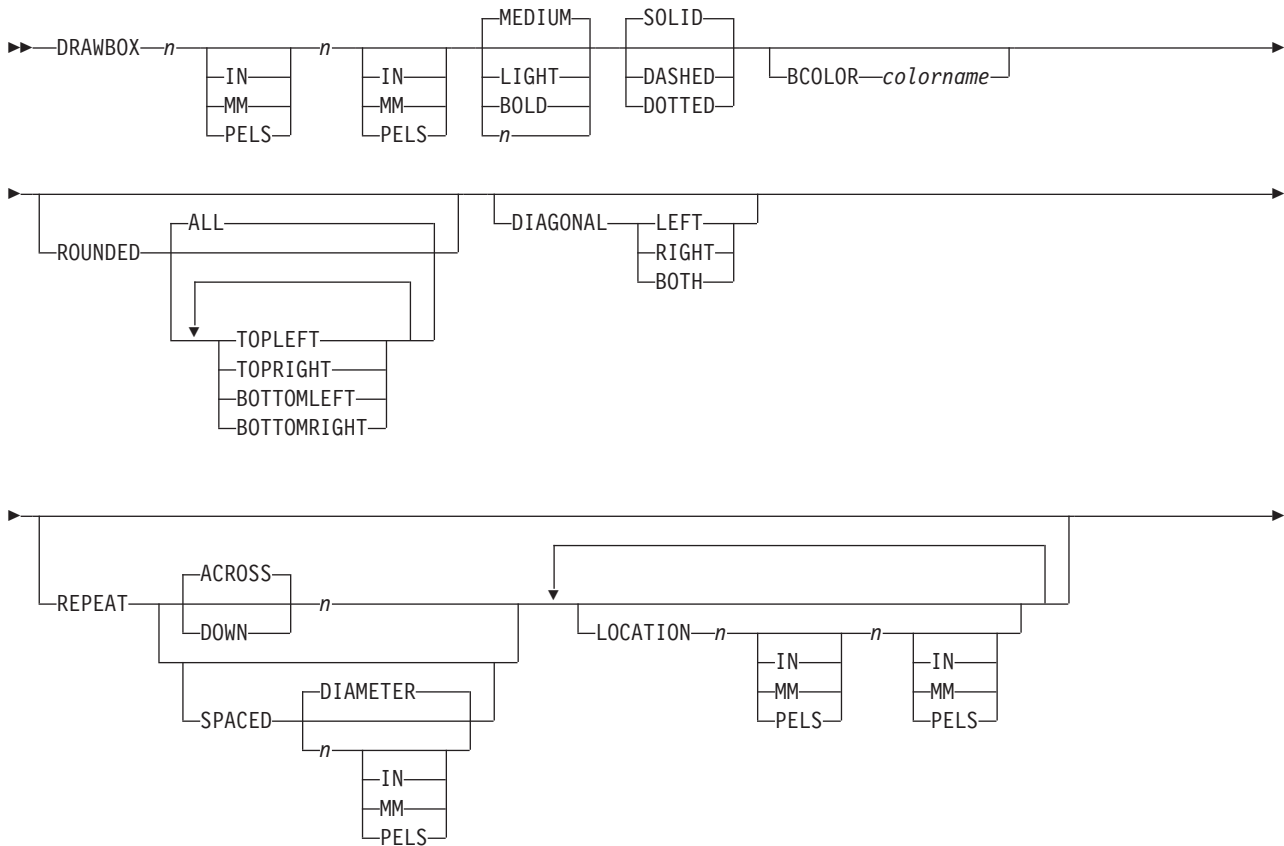 MEDIUM SOLID
DRAWBOX n n
IN IN LIGHT DASHED BCOLOR colorname
MM MM BOLD DOTTED
PELS PELS n
ALL DIAGONAL LEFT
ROUNDED RIGHT
BOTH
TOPLEFT
TOPRIGHT
BOTTOMLEFT
BOTTOMRIGHT
ACROSS
REPEAT n
DOWN LOCATION n n
IN IN
DIAMETER MM MM
SPACED PELS PELS
n
IN
MM
PELS